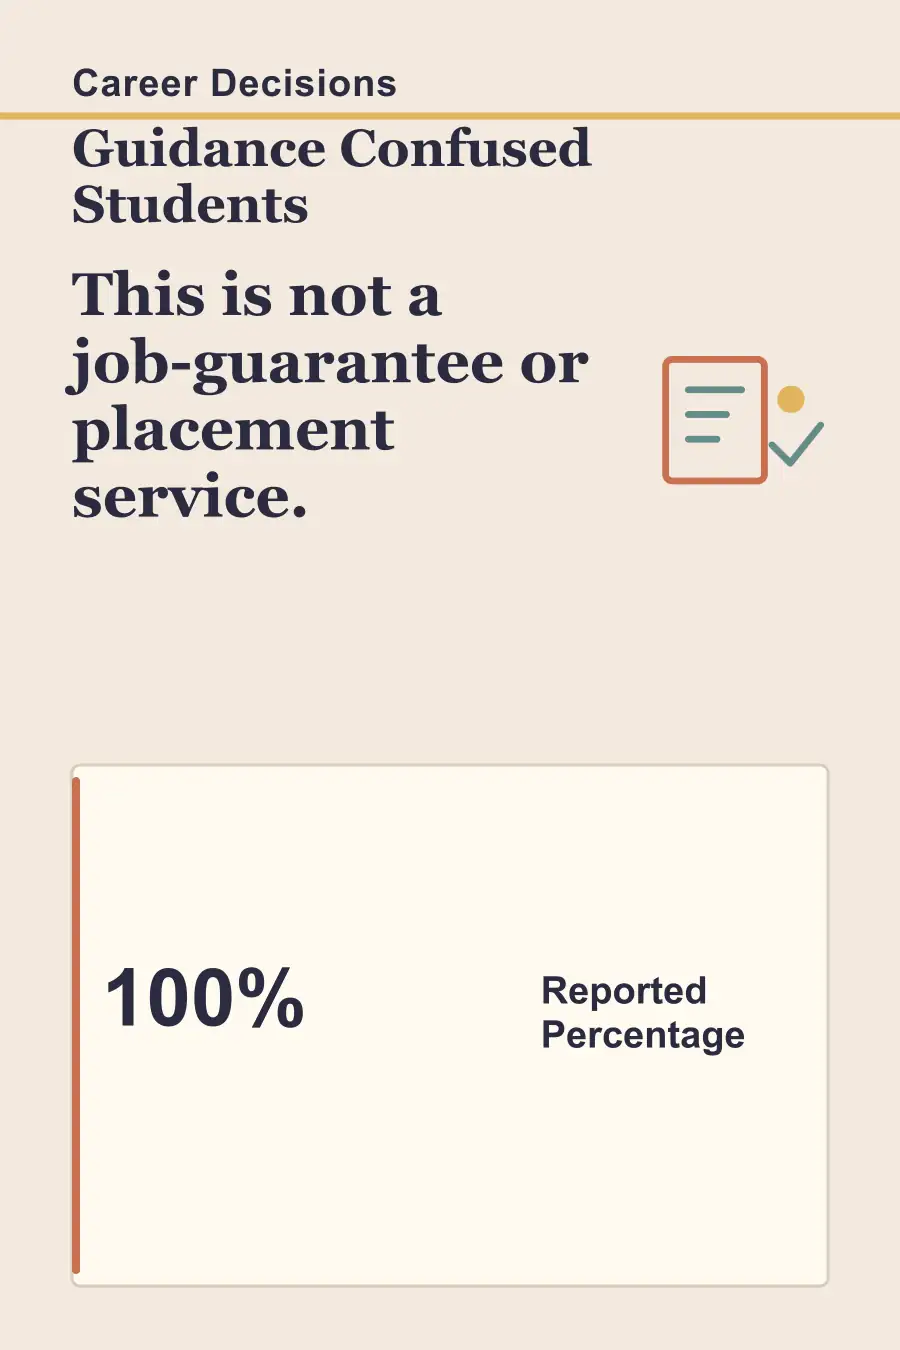 Career Decisions
Guidance Confused
Students
This is not a
job-guarantee or
placement
service.
100%
Reported
Percentage